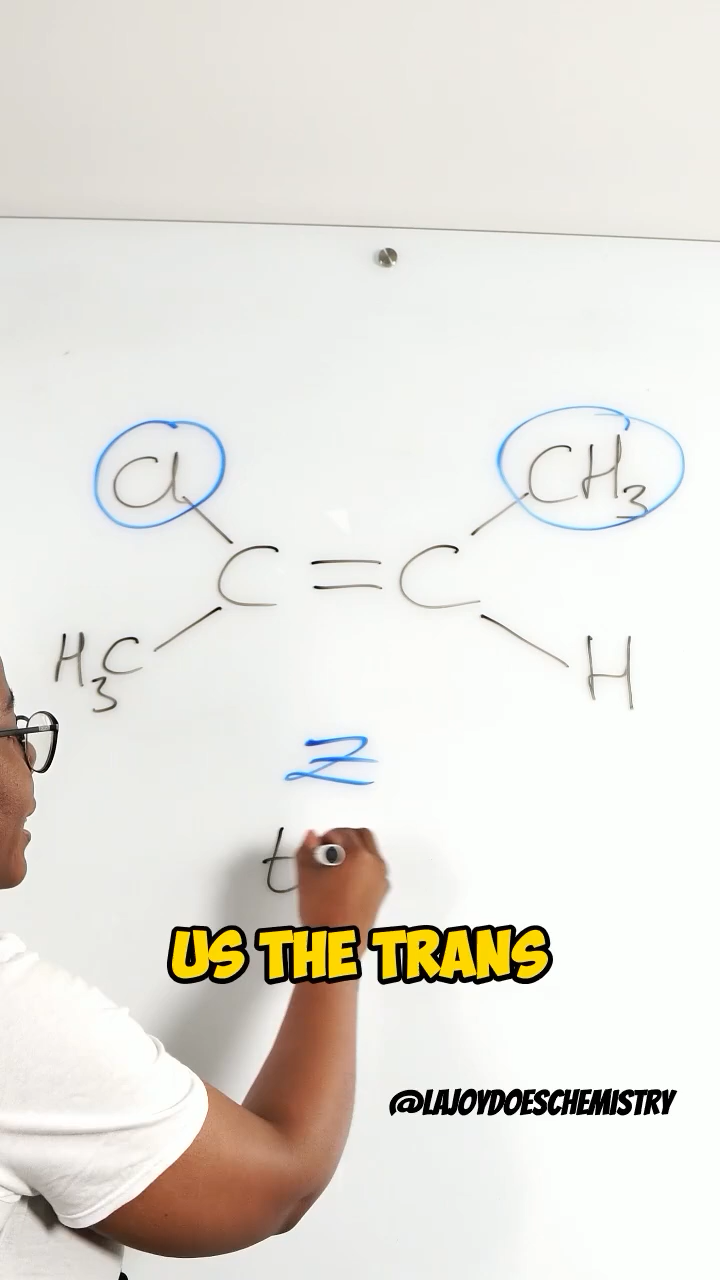 Cl CH3
C = C
H3C H
Z
t
US THE TRANS
@LAJOYDOESCHEMISTRY